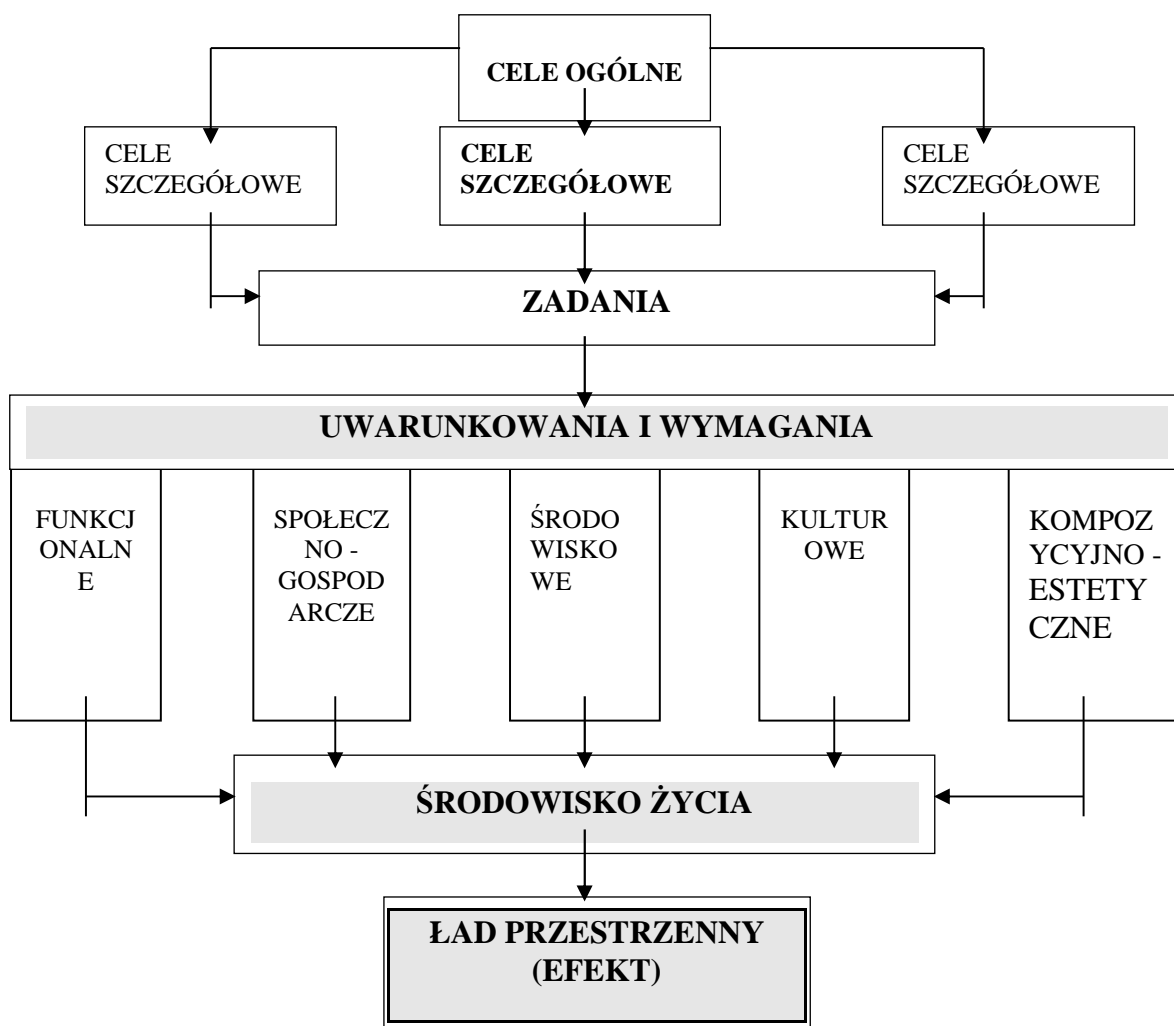 CELE OGÓLNE
CELE
SZCZEGÓŁOWE
CELE
SZCZEGÓŁOWE
CELE
SZCZEGÓŁOWE
ZADANIA
UWARUNKOWANIA I WYMAGANIA
FUNKCJ
ONALN
E
SPOŁECZ
NO -
GOSPOD
ARCZE
ŚRODO
WISKO
WE
KULTUR
OWE
KOMPOZ
YCYJNO -
ESTETY
CZNE
ŚRODOWISKO ŻYCIA
ŁAD PRZESTRZENNY
(EFEKT)